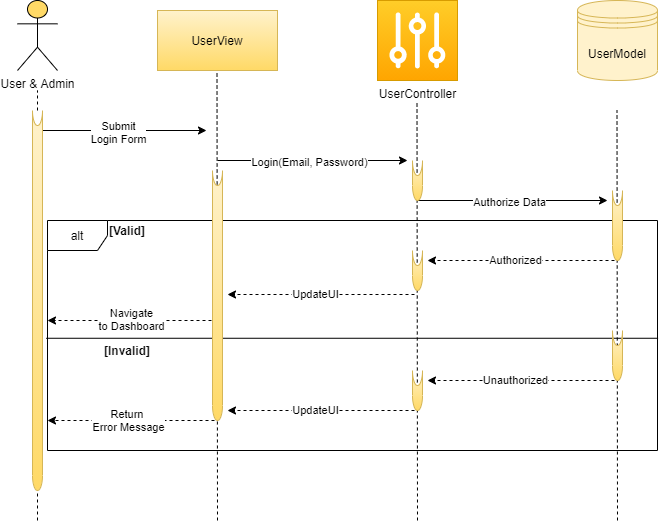 UserView
UserModel
User & Admin
UserController
Submit
Login Form
Login(Email, Password)
Authorize Data
alt
[Valid]
Authorized
UpdateUI
Navigate
to Dashboard
[Invalid]
Unauthorized
UpdateUI
Return
Error Message